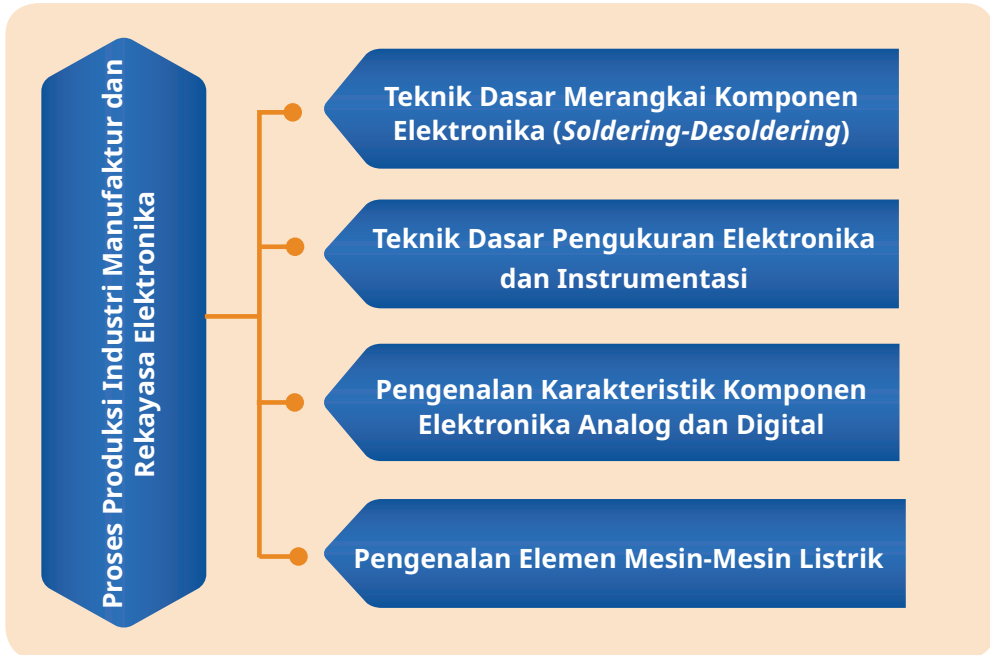 Proses Produksi Industri Manufaktur dan
Rekayasa Elektronika
Teknik Dasar Merangkai Komponen
Elektronika (Soldering-Desoldering)
Teknik Dasar Pengukuran Elektronika
dan Instrumentasi
Pengenalan Karakteristik Komponen
Elektronika Analog dan Digital
Pengenalan Elemen Mesin-Mesin Listrik